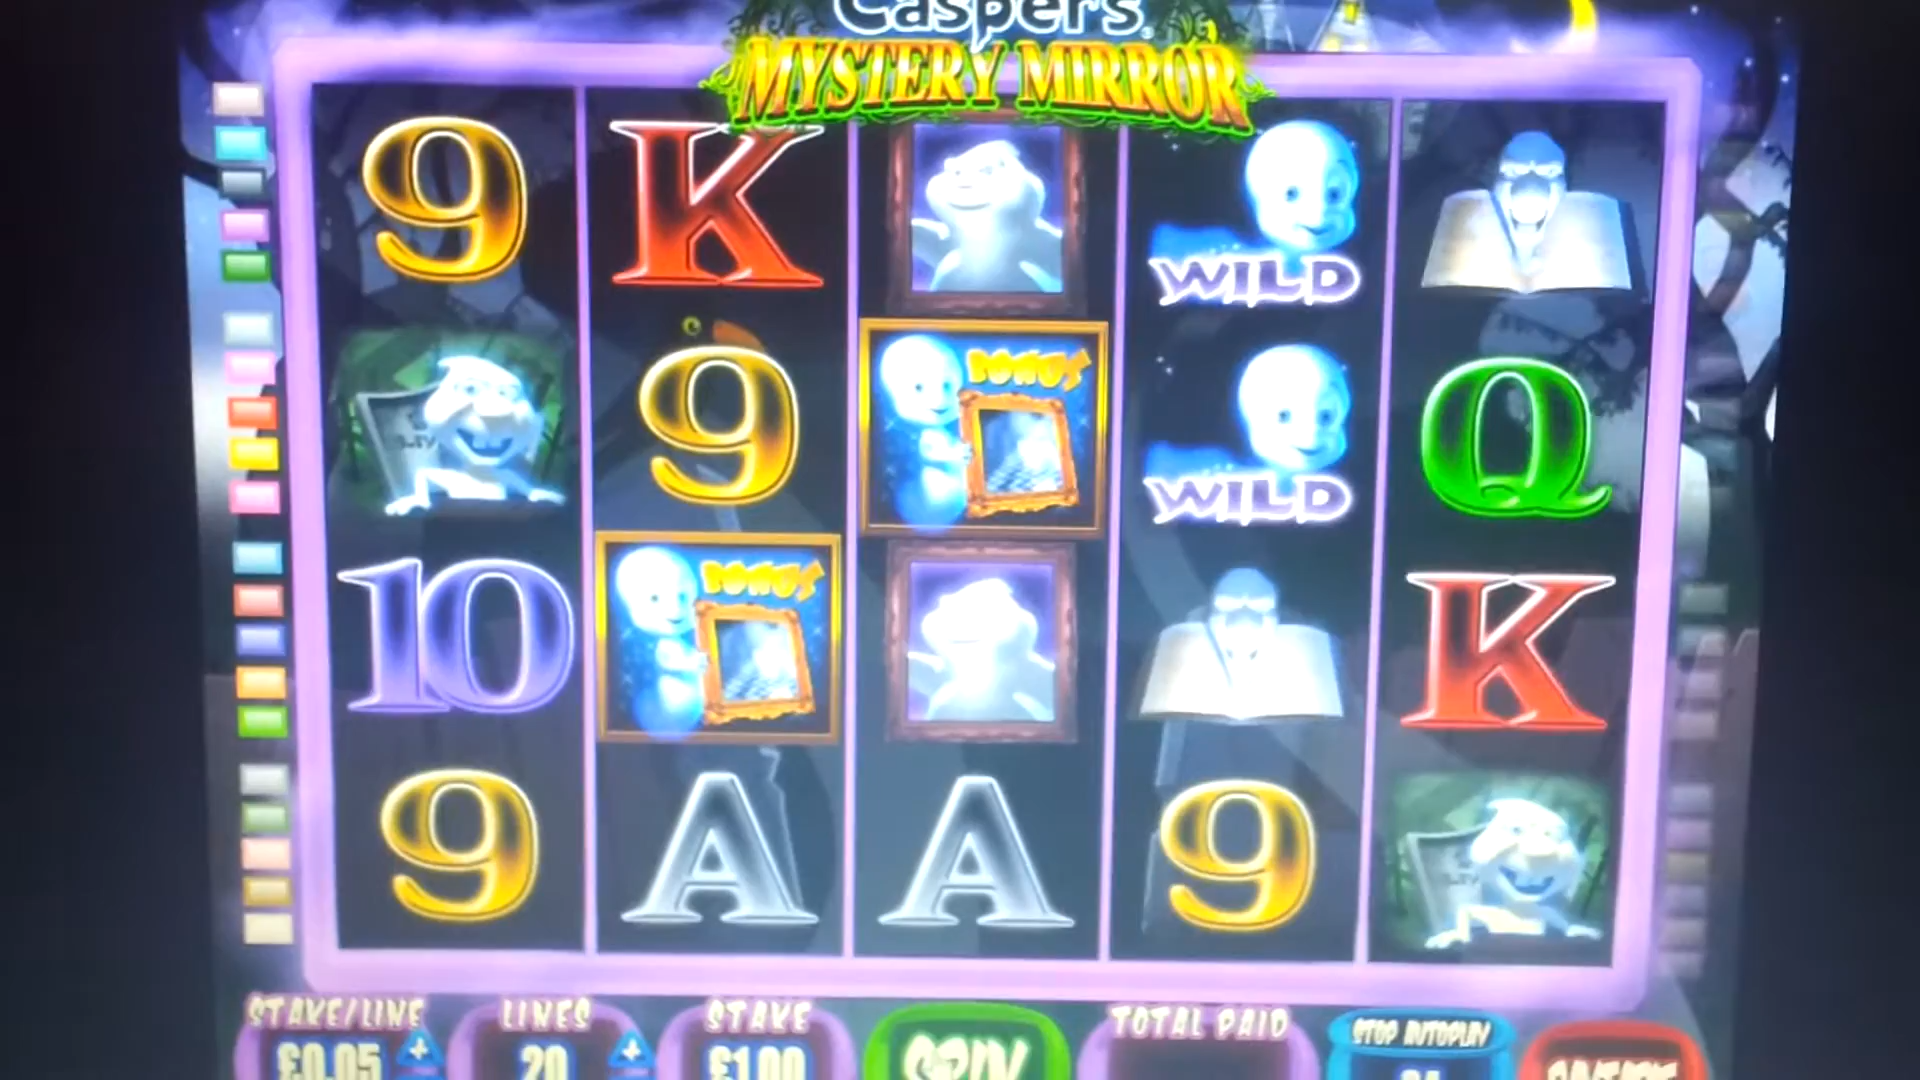 Casper's
MYSTERY MIRROR
9 K WILD
9 BONUS WILD Q
10 BONUS K
9 A A 9
STAKE/LINE LINES STAKE SPIN TOTAL PAID STOP AUTOPLAY
£0.05 + 20 + £1.00